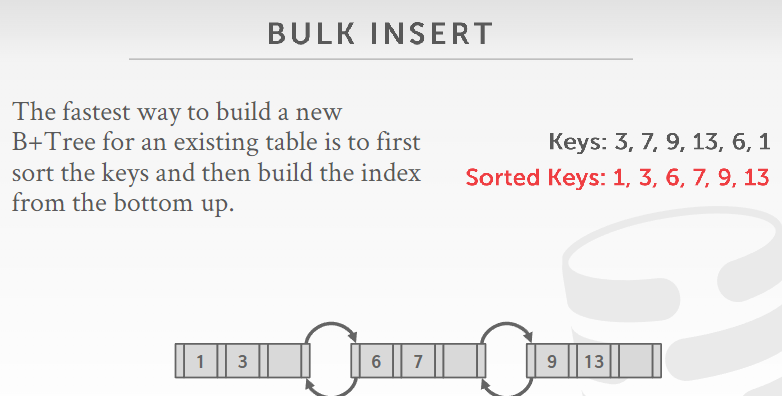 BULK INSERT
The fastest way to build a new
B+Tree for an existing table is to first
sort the keys and then build the index
from the bottom up.
Keys: 3, 7, 9, 13, 6, 1
Sorted Keys: 1, 3, 6, 7, 9, 13
1 3 6 7 9 13